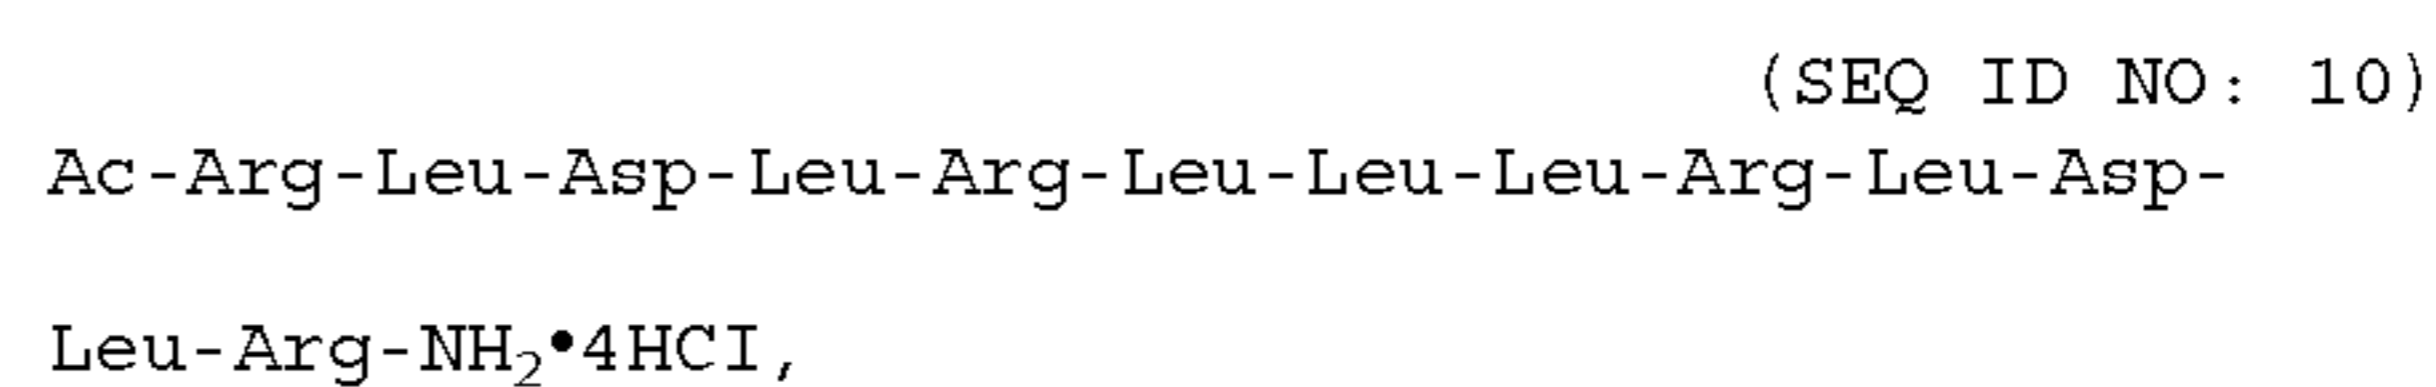 (SEQ ID NO: 10)
Ac-Arg-Leu-Asp-Leu-Arg-Leu-Leu-Leu-Arg-Leu-Asp-
Leu-Arg-NH₂•4HCI,